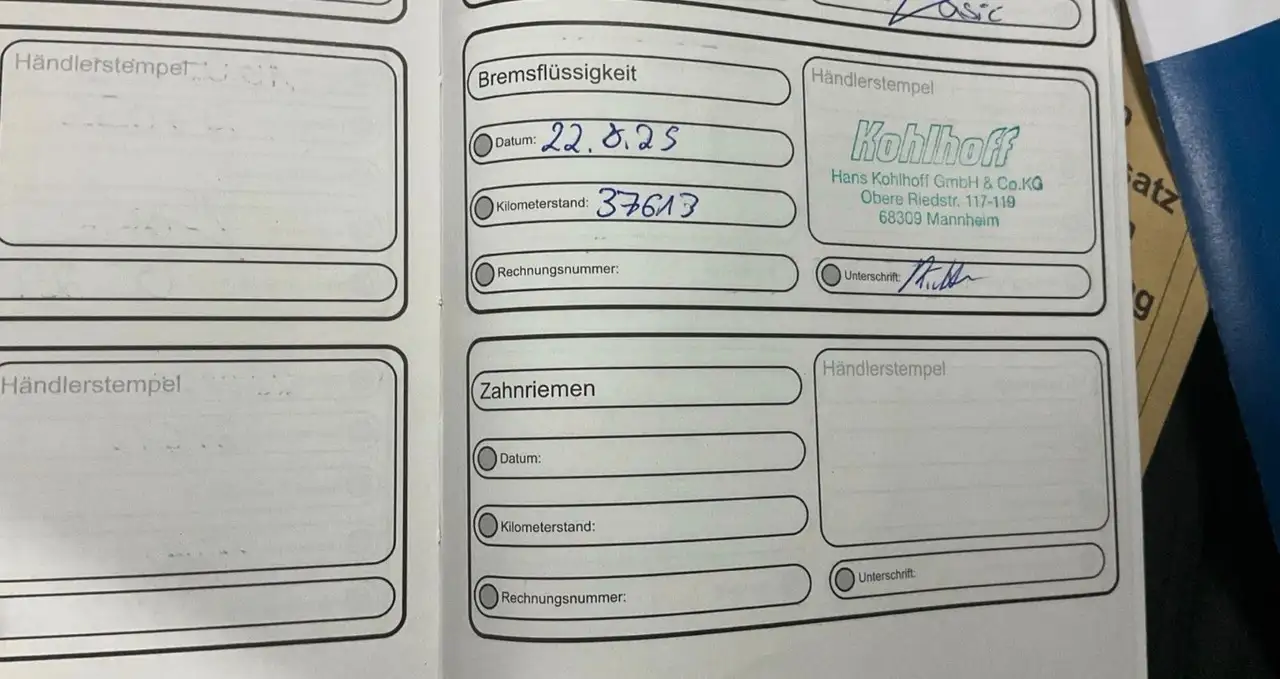 Basic
Händlerstempel
Händlerstempel
Bremsflüssigkeit
Datum: 22.8.25
Kilometerstand: 37613
Rechnungsnummer:
Händlerstempel
Kohlhoff
Hans Kohlhoff GmbH & Co.KG
Obere Riedstr. 117-119
68309 Mannheim
Unterschrift:
Zahnriemen
Datum:
Kilometerstand:
Rechnungsnummer:
Händlerstempel
Unterschrift: